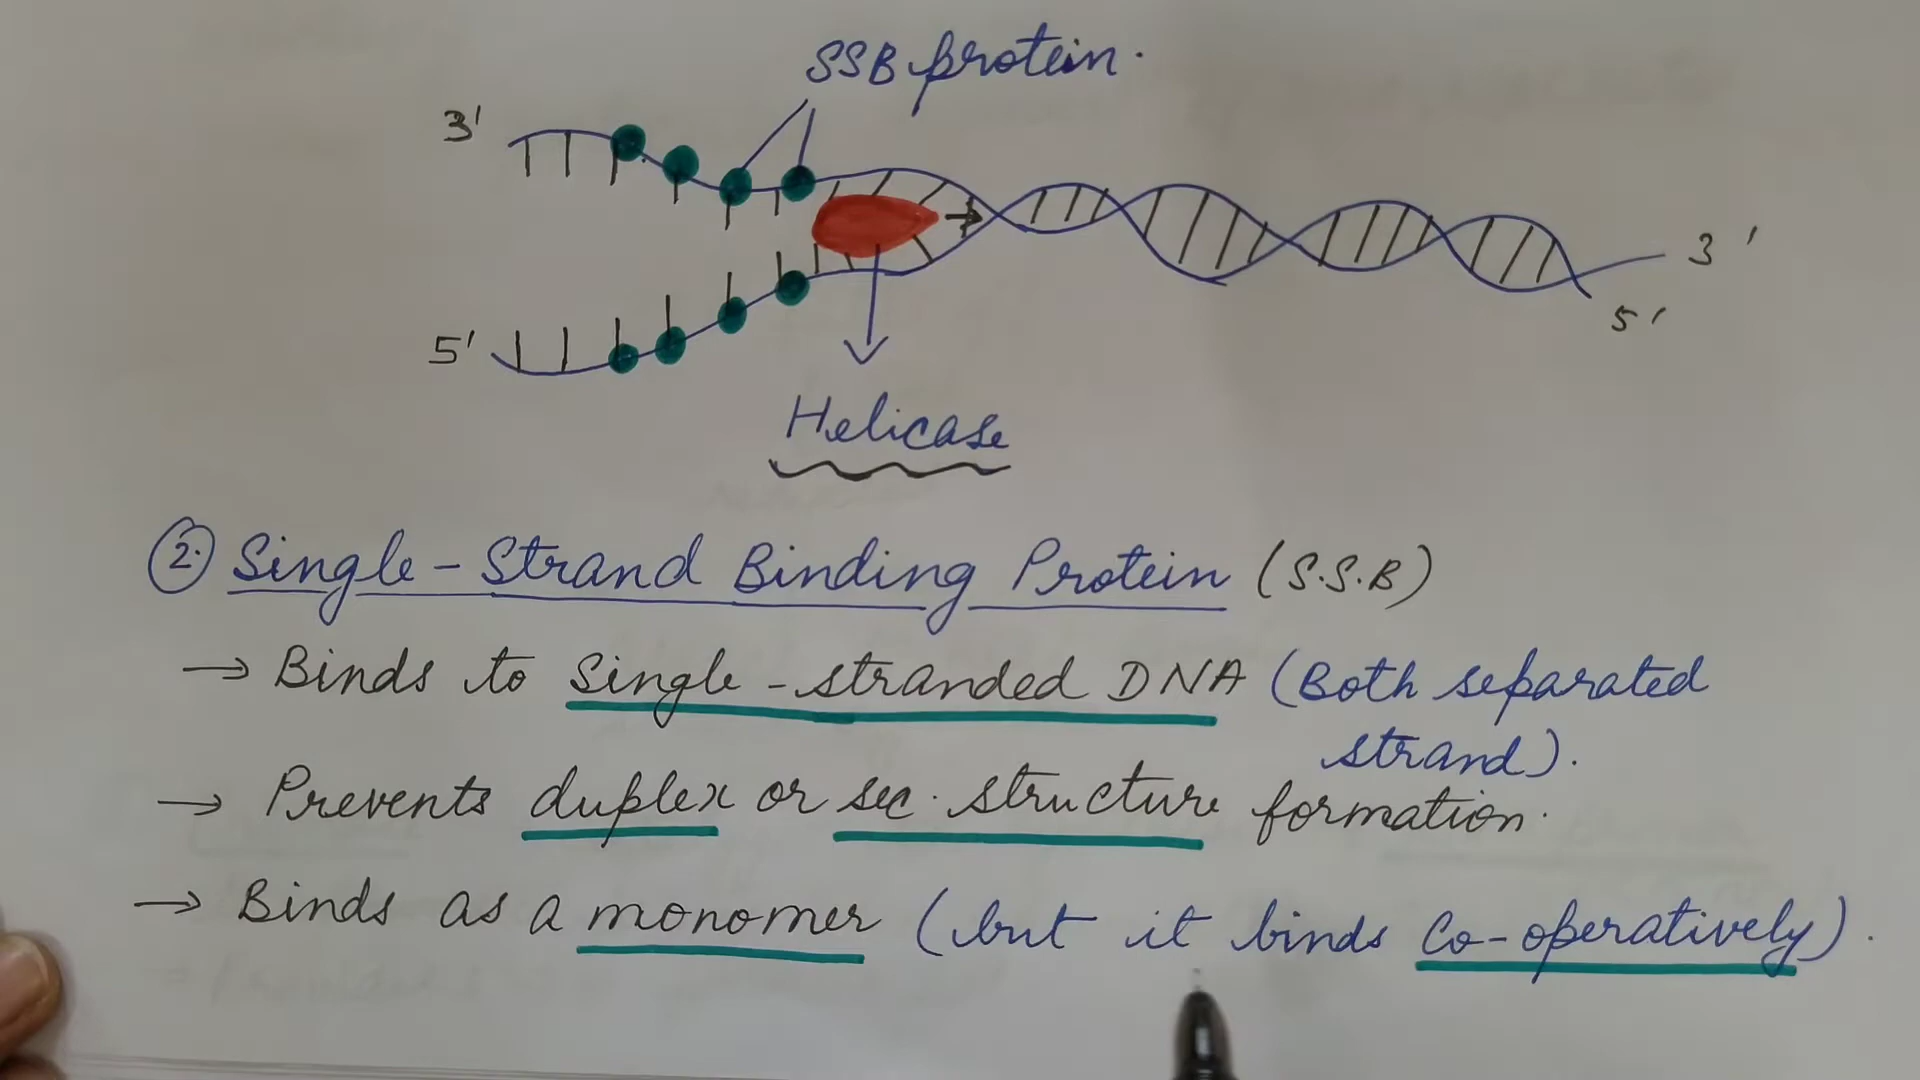 SSB protein.
3'
3'
5'
5'
Helicase
2. Single-Strand Binding Protein (S.S.B)
→ Binds to Single-stranded DNA (Both separated
strand).
→ Prevents duplex or sec. structure formation.
→ Binds as a monomer (but it binds Co-operatively).